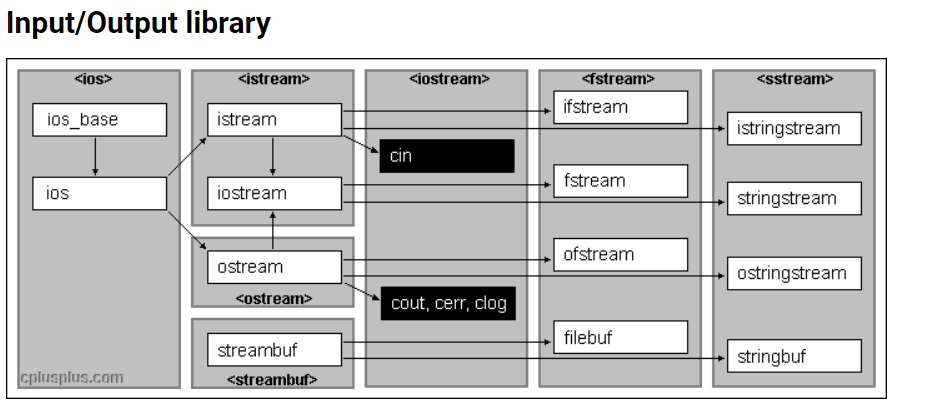 Input/Output library
<ios>
<istream>
<iostream>
<fstream>
<sstream>
ios_base
istream
ifstream
istringstream
cin
ios
iostream
fstream
stringstream
ostream
ofstream
ostringstream
<ostream>
cout, cerr, clog
streambuf
filebuf
stringbuf
<streambuf>
cplusplus.com